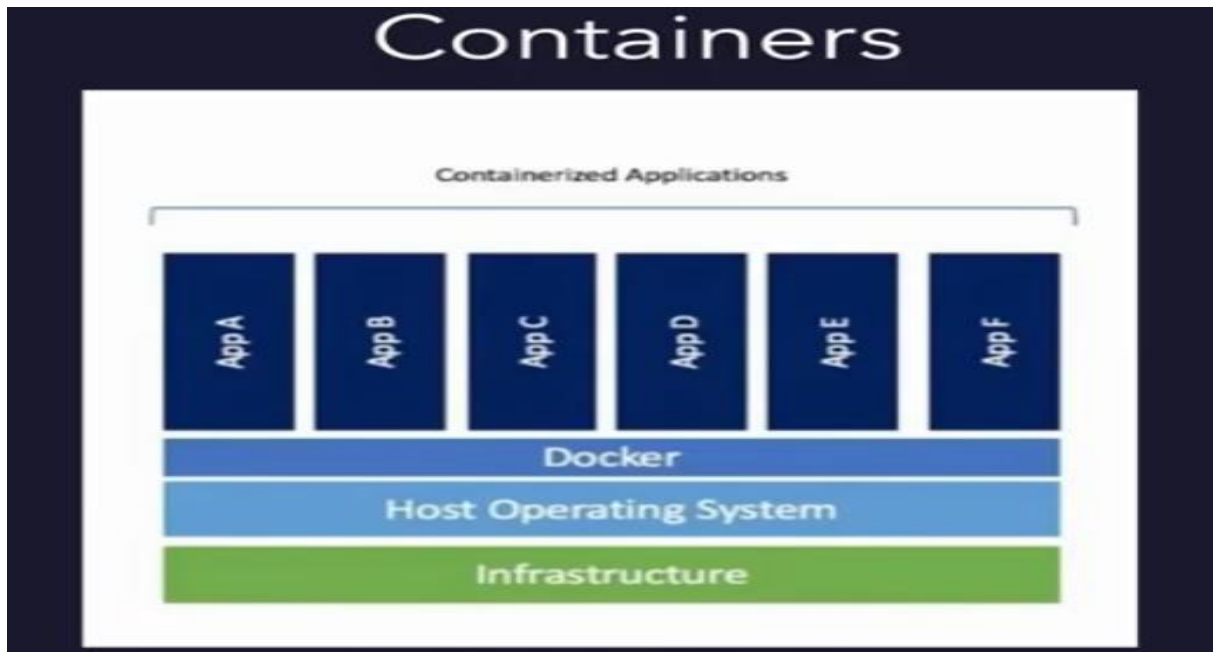 Containers
Containerized Applications
App A
App B
App C
App D
App E
App F
Docker
Host Operating System
Infrastructure